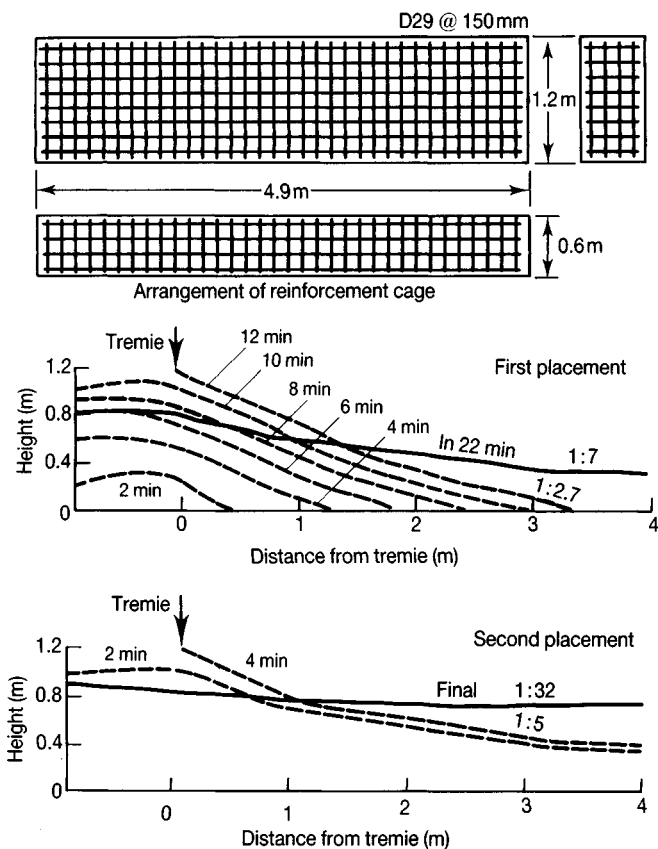 D29 @ 150 mm
1.2 m
4.9 m
0.6 m
Arrangement of reinforcement cage
Tremie
12 min
10 min
First placement
8 min
6 min
4 min
In 22 min
1:7
1:2.7
2 min
1.2
0.8
0.4
0
Height (m)
0 1 2 3 4
Distance from tremie (m)
Tremie
Second placement
2 min
4 min
Final 1:32
1:5
1.2
0.8
0.4
0
Height (m)
0 1 2 3 4
Distance from tremie (m)